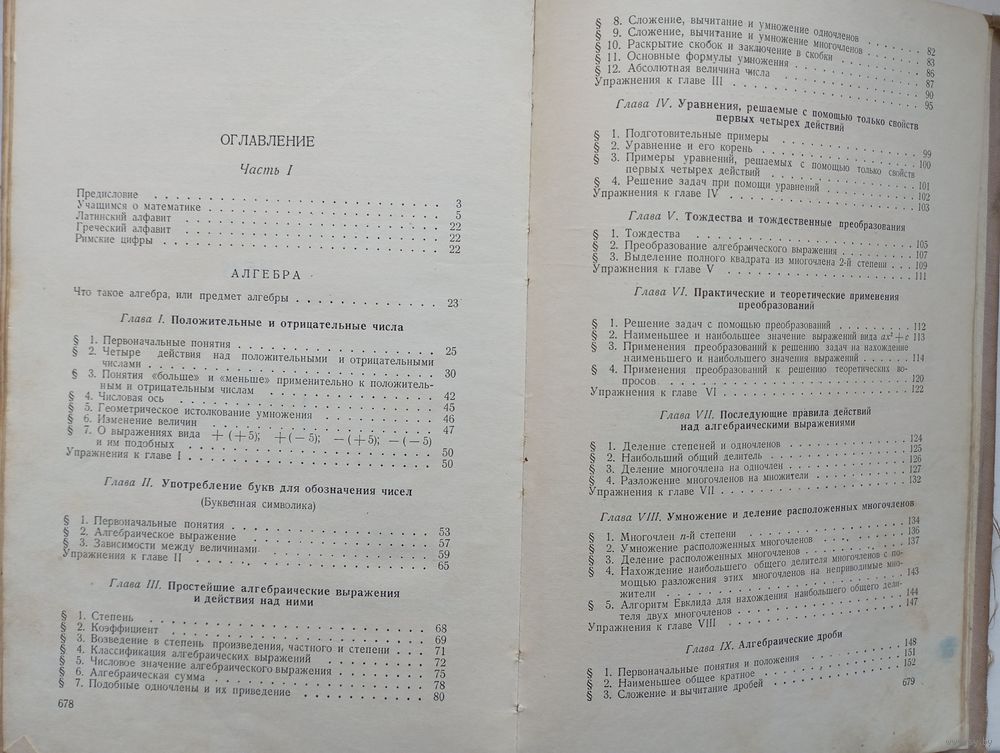 ОГЛАВЛЕНИЕ
Часть I
Предисловие . . . 3
Учащимся о математике . . . 5
Латинский алфавит . . . 22
Греческий алфавит . . . 22
Римские цифры . . . 22
АЛГЕБРА
Что такое алгебра, или предмет алгебры . . . 23
Глава I. Положительные и отрицательные числа
§ 1. Первоначальные понятия . . . 25
§ 2. Четыре действия над положительными и отрицательными
числами . . . 30
§ 3. Понятия «больше» и «меньше» применительно к положитель-
ным и отрицательным числам . . . 42
§ 4. Числовая ось . . . 45
§ 5. Геометрическое истолкование умножения . . . 46
§ 6. Изменение величин . . . 47
§ 7. О выражениях вида +(+5); +(−5); −(+5); −(−5)
и им подобных . . . 50
Упражнения к главе I . . . 50
Глава II. Употребление букв для обозначения чисел
(Буквенная символика)
§ 1. Первоначальные понятия . . . 53
§ 2. Алгебраическое выражение . . . 57
§ 3. Зависимости между величинами . . . 59
Упражнения к главе II . . . 65
Глава III. Простейшие алгебраические выражения
и действия над ними
§ 1. Степень . . . 68
§ 2. Коэффициент . . . 69
§ 3. Возведение в степень произведения, частного и степени . . . 71
§ 4. Классификация алгебраических выражений . . . 72
§ 5. Числовое значение алгебраического выражения . . . 75
§ 6. Алгебраическая сумма . . . 78
§ 7. Подобные одночлены и их приведение . . . 80
678
§ 8. Сложение, вычитание и умножение одночленов . . . 82
§ 9. Сложение, вычитание и умножение многочленов . . . 83
§ 10. Раскрытие скобок и заключение в скобки . . . 86
§ 11. Основные формулы умножения . . . 87
§ 12. Абсолютная величина числа . . . 90
Упражнения к главе III . . . 95
Глава IV. Уравнения, решаемые с помощью только свойств
первых четырех действий
§ 1. Подготовительные примеры . . . 99
§ 2. Уравнение и его корень . . . 100
§ 3. Примеры уравнений, решаемых с помощью только свойств
первых четырех действий . . . 101
§ 4. Решение задач при помощи уравнений . . . 102
Упражнения к главе IV . . . 103
Глава V. Тождества и тождественные преобразования
§ 1. Тождества . . . 105
§ 2. Преобразование алгебраического выражения . . . 107
§ 3. Выделение полного квадрата из многочлена 2-й степени . . . 109
Упражнения к главе V . . . 111
Глава VI. Практические и теоретические применения
преобразований
§ 1. Решение задач с помощью преобразований . . . 112
§ 2. Наименьшее и наибольшее значение выражений вида ax²+c 113
§ 3. Применения преобразований к решению задач на нахождение
наименьшего и наибольшего значения выражений . . . 114
§ 4. Применения преобразований к решению теоретических во-
просов . . . 120
Упражнения к главе VI . . . 122
Глава VII. Последующие правила действий
над алгебраическими выражениями
§ 1. Деление степеней и одночленов . . . 124
§ 2. Наибольший общий делитель . . . 125
§ 3. Деление многочлена на одночлен . . . 126
§ 4. Разложение многочленов на множители . . . 127
Упражнения к главе VII . . . 132
Глава VIII. Умножение и деление расположенных многочленов
§ 1. Многочлен n-й степени . . . 134
§ 2. Умножение расположенных многочленов . . . 136
§ 3. Деление расположенных многочленов . . . 137
§ 4. Нахождение наибольшего общего делителя многочленов с по-
мощью разложения этих многочленов на неприводимые мно-
жители . . . 143
§ 5. Алгоритм Евклида для нахождения наибольшего общего дели-
теля двух многочленов . . . 144
Упражнения к главе VIII . . . 147
Глава IX. Алгебраические дроби
§ 1. Первоначальные понятия и положения . . . 148
§ 2. Наименьшее общее кратное . . . 151
§ 3. Сложение и вычитание дробей . . . 152
679